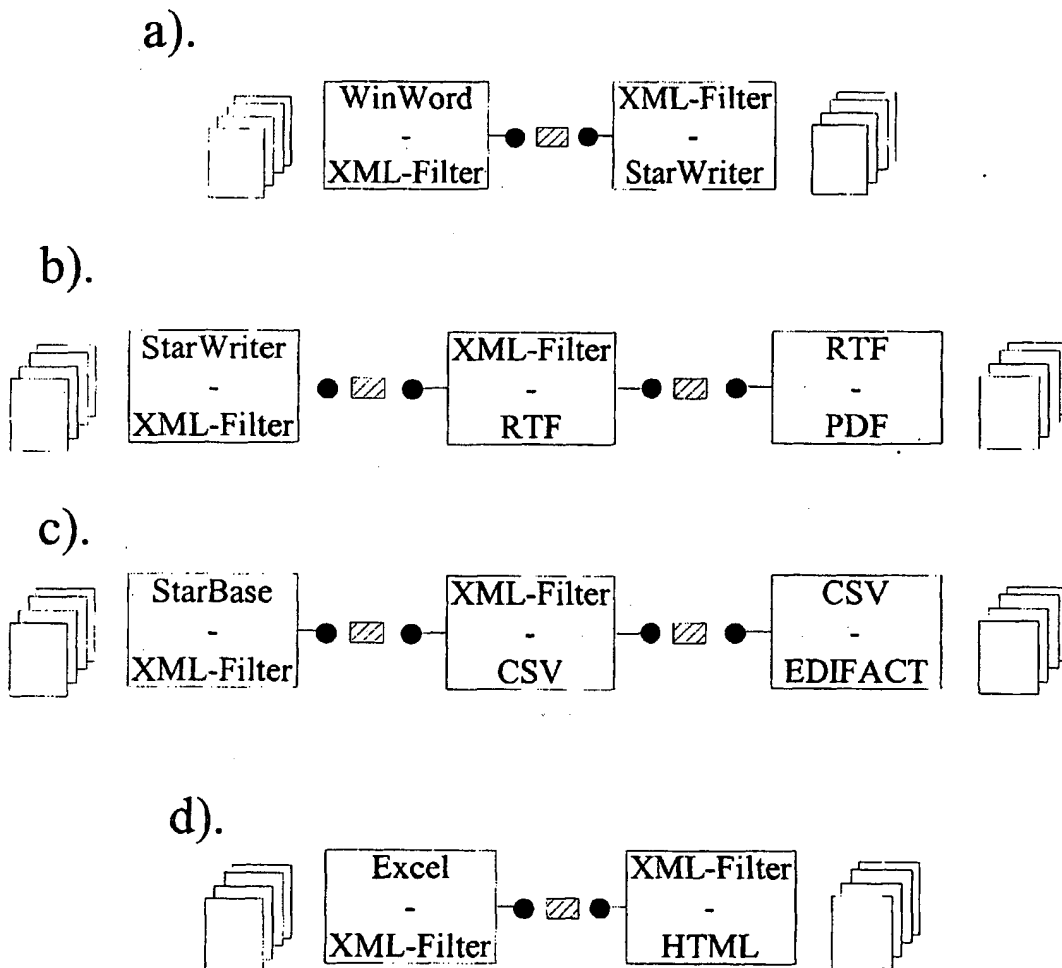 a).
WinWord
-
XML-Filter
XML-Filter
-
StarWriter
b).
StarWriter
-
XML-Filter
XML-Filter
-
RTF
RTF
-
PDF
c).
StarBase
-
XML-Filter
XML-Filter
-
CSV
CSV
-
EDIFACT
d).
Excel
-
XML-Filter
XML-Filter
-
HTML